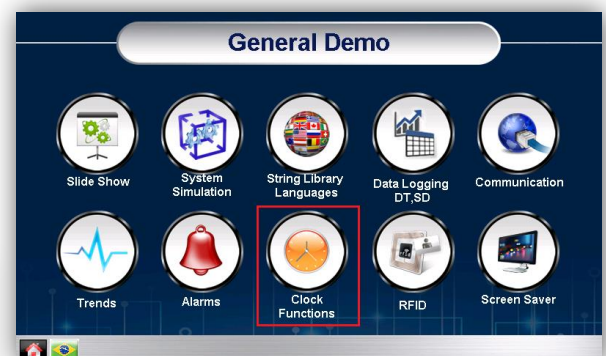 General Demo
Slide Show
System
Simulation
String Library
Languages
Data Logging
DT,SD
Communication
Trends
Alarms
Clock
Functions
RFID
Screen Saver